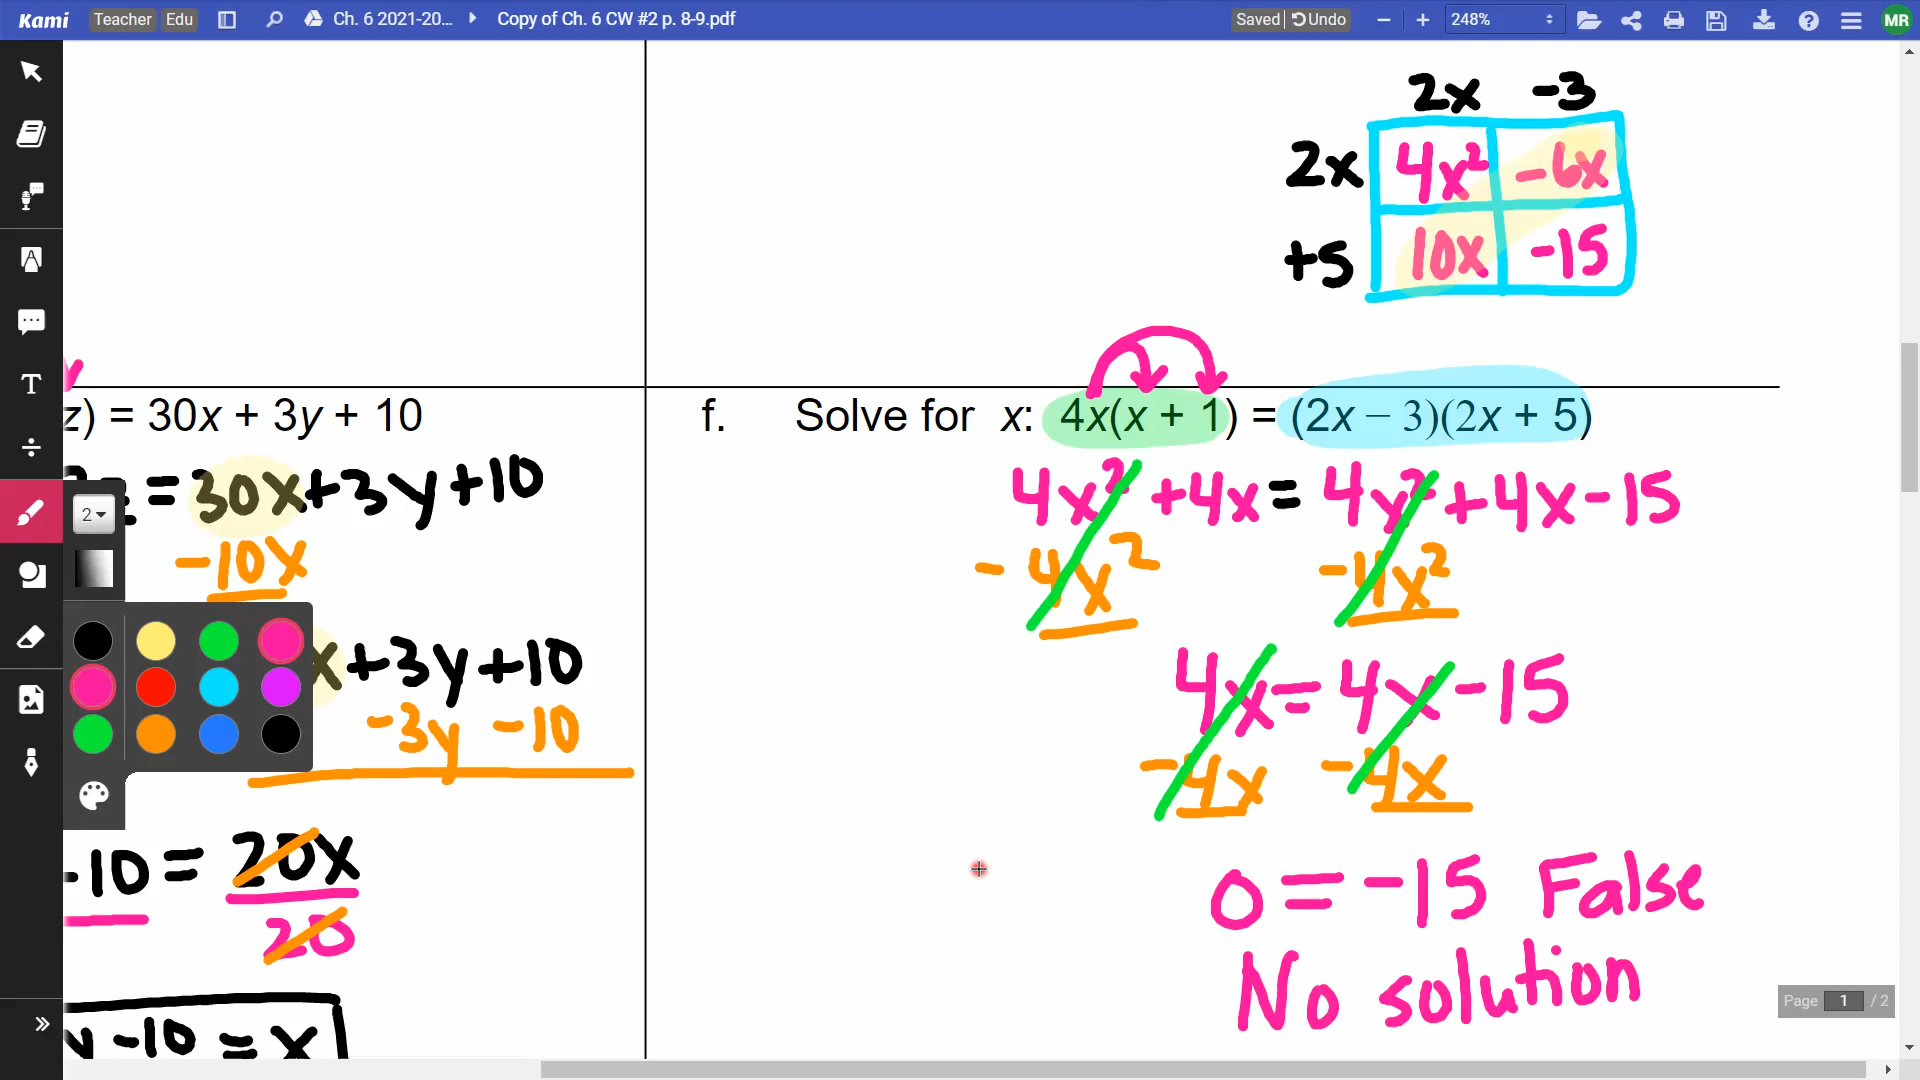 Kami Teacher Edu Ch. 6 2021-20... Copy of Ch. 6 CW #2 p. 8-9.pdf Saved Undo 248% MR
2x -3
2x 4x² -6x
+5 10x -15
z) = 30x + 3y + 10
f. Solve for x: 4x(x + 1) = (2x − 3)(2x + 5)
= 30x+3y+10
-10x
x+3y+10
-3y -10
-10 = 20x
20
y -10 = x
4x² +4x = 4x² +4x -15
-4x² -4x²
4x = 4x -15
-4x -4x
0 = -15 False
No solution
2
Page 1 / 2